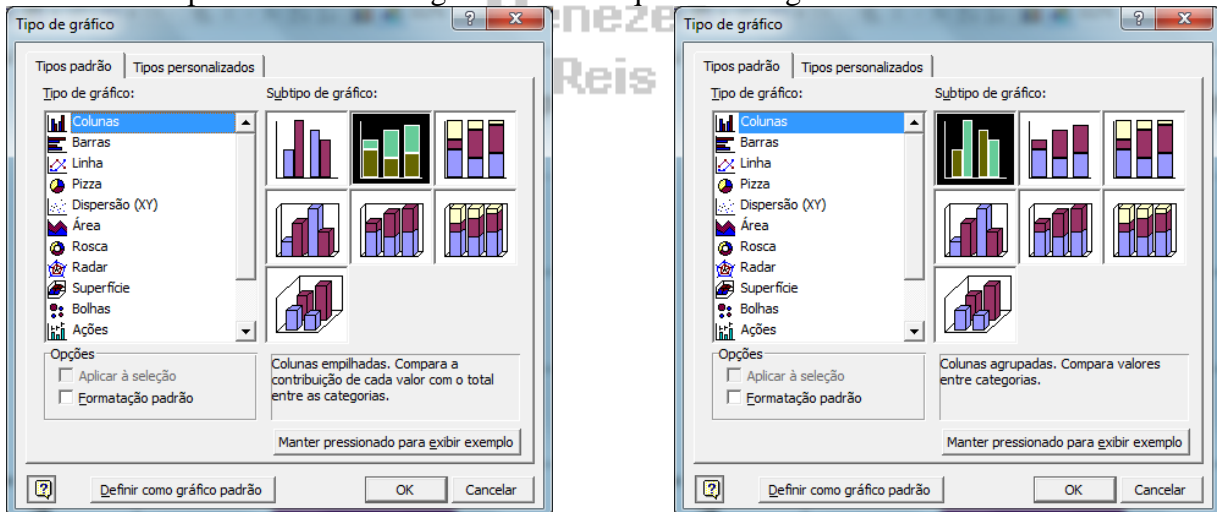 Reis
Tipo de gráfico
Tipos padrão
Tipos personalizados
Tipo de gráfico:
Subtipo de gráfico:
Colunas
Barras
Linha
Pizza
Dispersão (XY)
Área
Rosca
Radar
Superfície
Bolhas
Ações
Opções
Aplicar à seleção
Formatação padrão
Colunas empilhadas. Compara a
contribuição de cada valor com o total
entre as categorias.
Manter pressionado para exibir exemplo
Definir como gráfico padrão
OK
Cancelar
Tipo de gráfico
Tipos padrão
Tipos personalizados
Tipo de gráfico:
Subtipo de gráfico:
Colunas
Barras
Linha
Pizza
Dispersão (XY)
Área
Rosca
Radar
Superfície
Bolhas
Ações
Opções
Aplicar à seleção
Formatação padrão
Colunas agrupadas. Compara valores
entre categorias.
Manter pressionado para exibir exemplo
Definir como gráfico padrão
OK
Cancelar